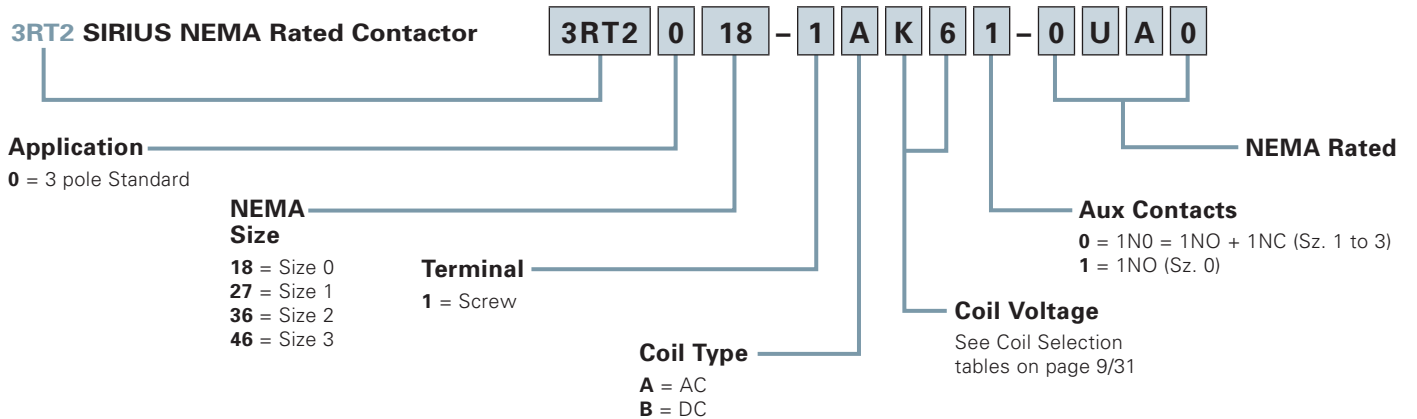 3RT2 SIRIUS NEMA Rated Contactor
3RT2 0 18 – 1 A K 6 1 – 0 U A 0
Application
0 = 3 pole Standard
NEMA Rated
NEMA
Size
18 = Size 0
27 = Size 1
36 = Size 2
46 = Size 3
Terminal
1 = Screw
Aux Contacts
0 = 1N0 = 1NO + 1NC (Sz. 1 to 3)
1 = 1NO (Sz. 0)
Coil Voltage
See Coil Selection
tables on page 9/31
Coil Type
A = AC
B = DC